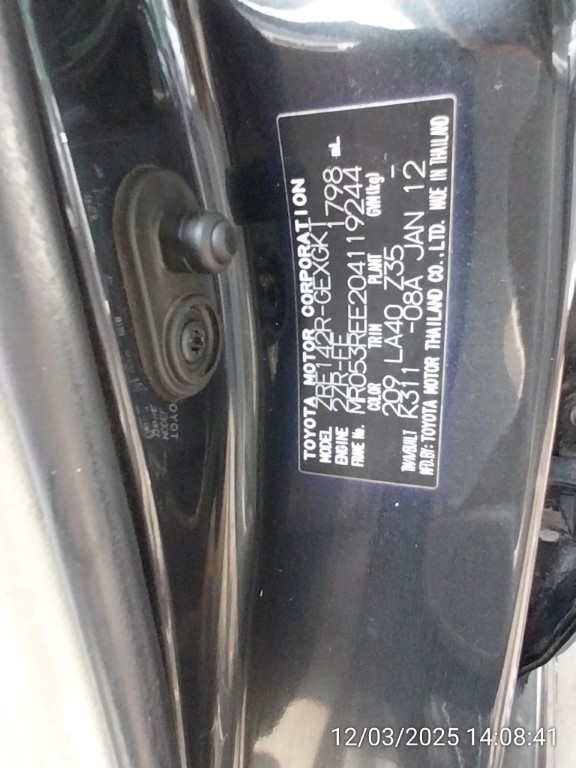 TOYOTA MOTOR CORPORATION
MODEL ZRE142R-GEXGKT
ENGINE 2ZR-FE 1798 mL
FRAME No. MR053REE204119244
COLOR TRIM PLANT GVM(kg)
209 LA40 Z35 -
TM/BUILT K311 -08A JAN 12
MFD.BY: TOYOTA MOTOR THAILAND CO.,LTD. MADE IN THAILAND
12/03/2025 14:08:41